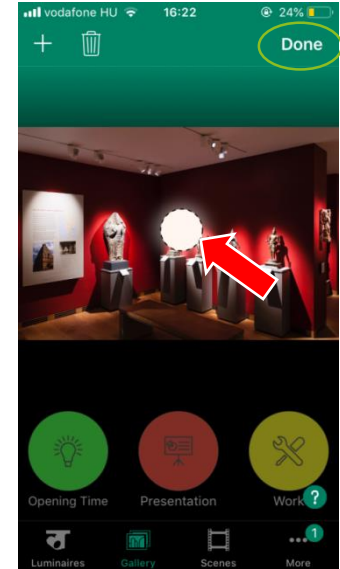 vodafone HU 16:22 24%
+ Done
Opening Time Presentation Work
?
1
Luminaires Gallery Scenes More